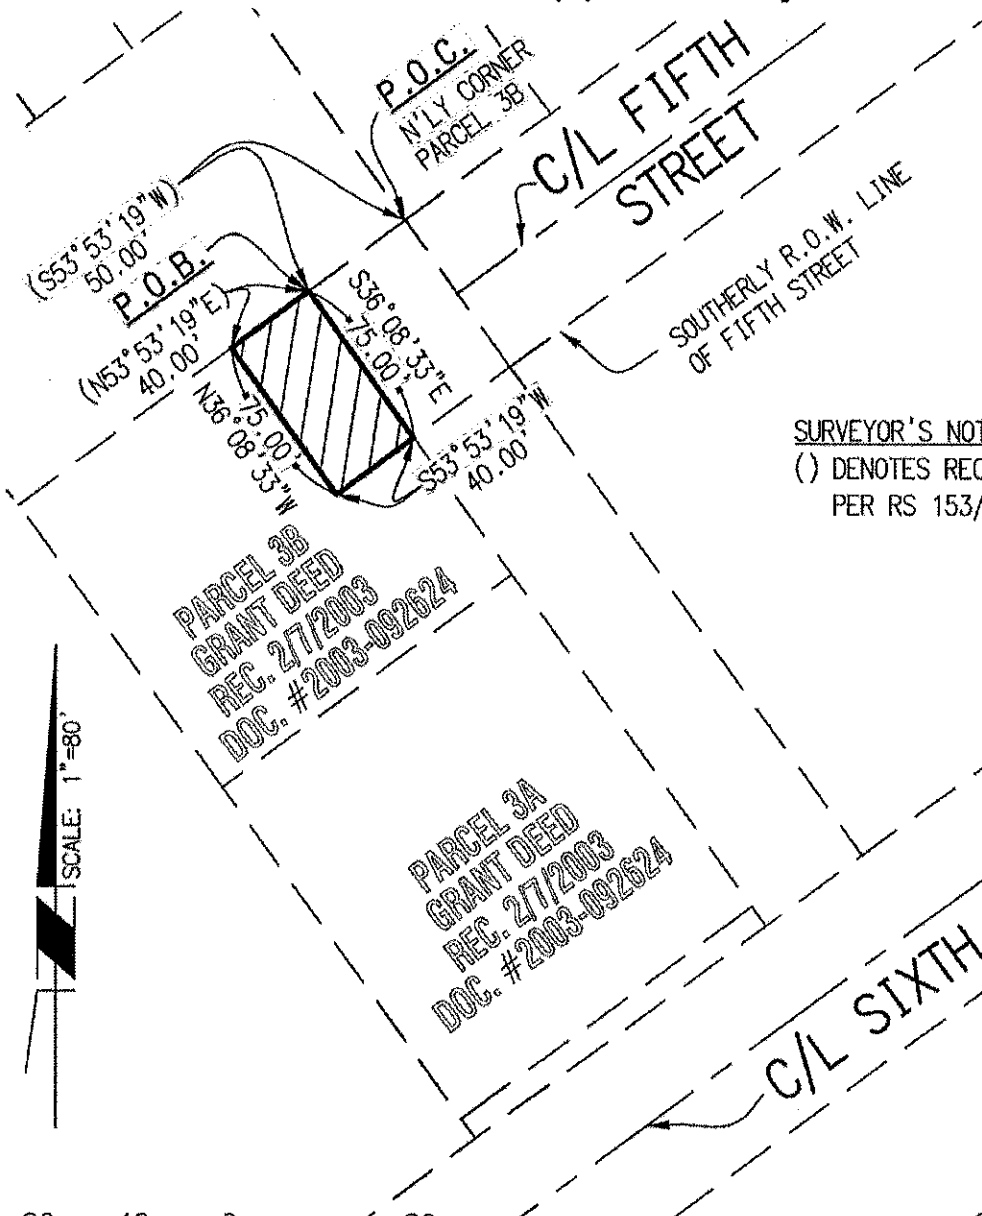 P.O.C.
N'LY CORNER
PARCEL 3B
C/L FIFTH
STREET
(S53°53'19"W)
50.00'
P.O.B.
(N53°53'19"E)
40.00'
S36°08'33"E
75.00'
SOUTHERLY R.O.W. LINE
OF FIFTH STREET
N36°08'33"W
75.00'
S53°53'19"W
40.00'
SURVEYOR'S NOT
() DENOTES REC
PER RS 153/
PARCEL 3B
GRANT DEED
REC. 2/7/2003
DOC. #2003-092624
SCALE: 1"=80'
PARCEL 3A
GRANT DEED
REC. 2/7/2003
DOC. #2003-092624
C/L SIXTH